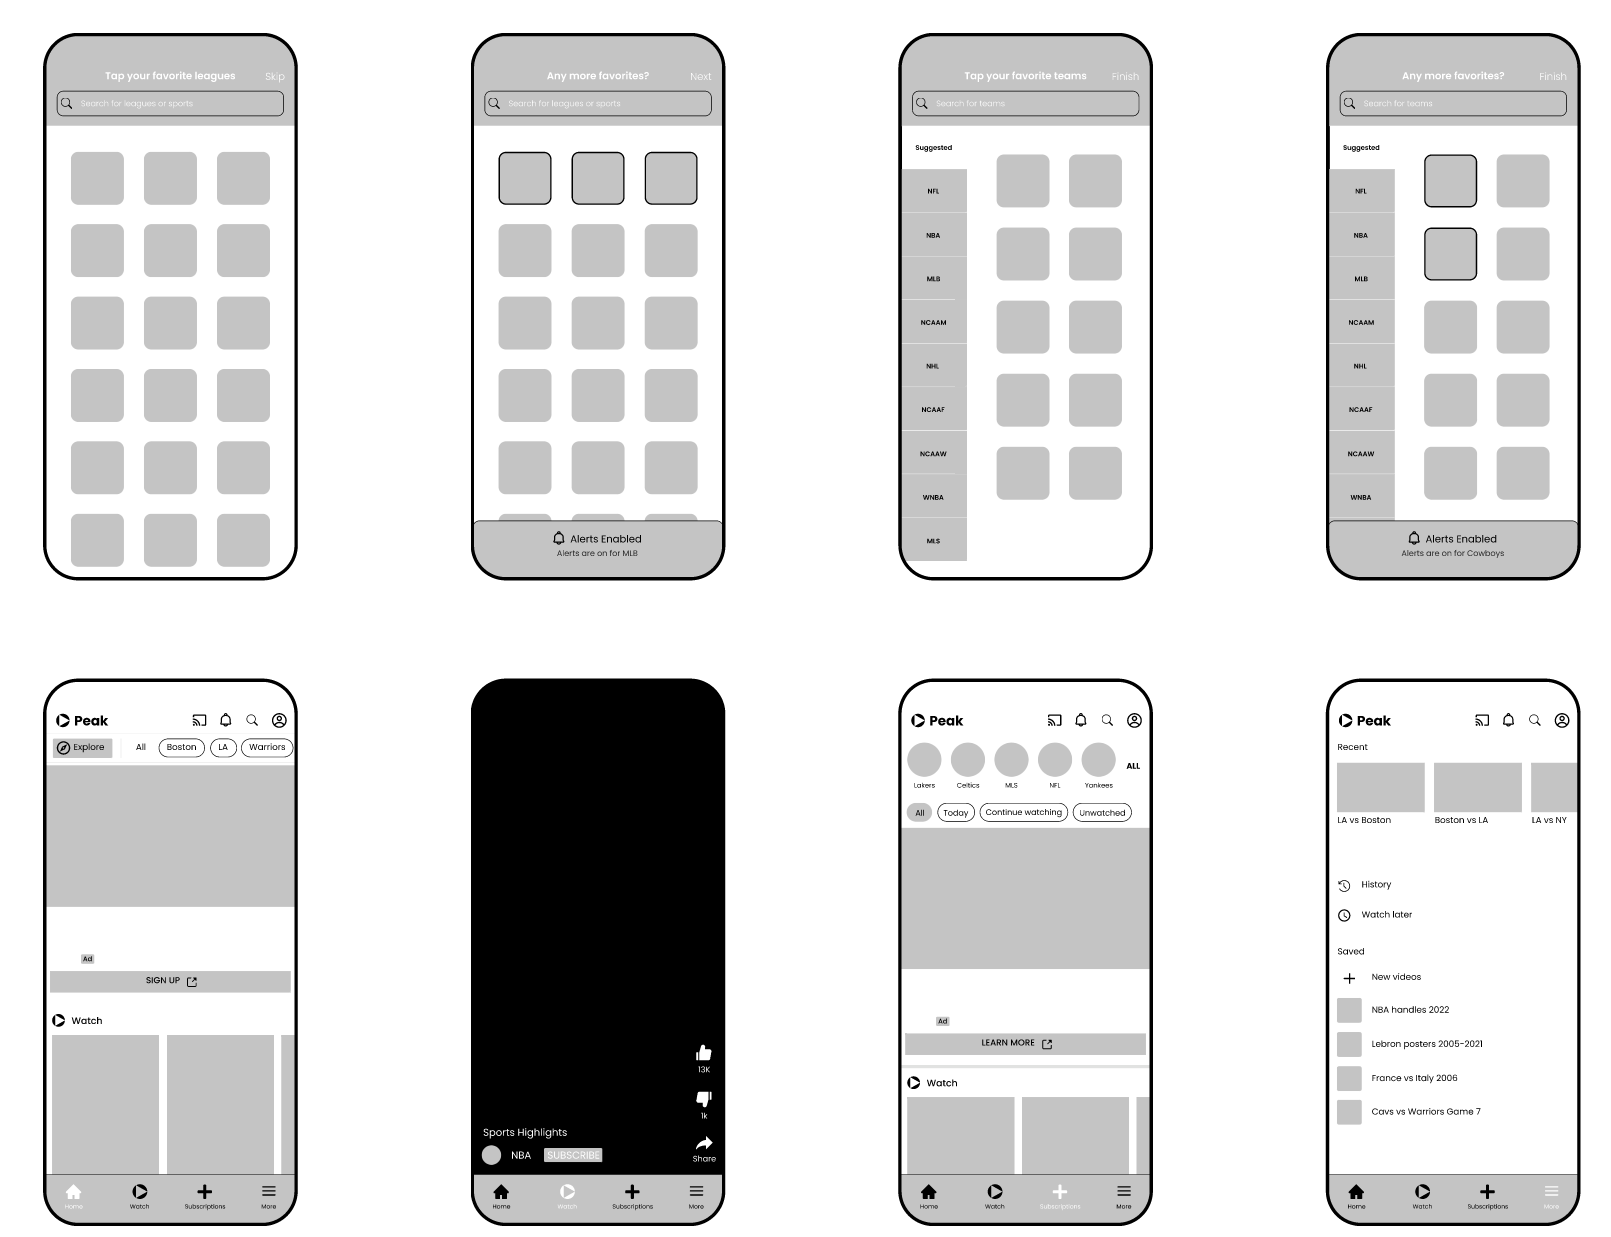 Tap your favorite leagues
Skip
Search for leagues or sports
Any more favorites?
Next
Search for leagues or sports
Alerts Enabled
Alerts are on for MLB
Tap your favorite teams
Finish
Search for teams
Suggested
NFL
NBA
MLB
NCAAM
NHL
NCAAF
NCAAW
WNBA
MLS
Any more favorites?
Finish
Search for teams
Suggested
NFL
NBA
MLB
NCAAM
NHL
NCAAF
NCAAW
WNBA
Alerts Enabled
Alerts are on for Cowboys
Peak
Explore
All
Boston
LA
Warriors
Ad
SIGN UP
Watch
Home
Watch
Subscriptions
More
13K
1k
Share
Sports Highlights
NBA
SUBSCRIBE
Home
Watch
Subscriptions
More
Peak
Lakers
Celtics
MLS
NFL
Yankees
ALL
All
Today
Continue watching
Unwatched
Ad
LEARN MORE
Watch
Home
Watch
Subscriptions
More
Peak
Recent
LA vs Boston
Boston vs LA
LA vs NY
History
Watch later
Saved
New videos
NBA handles 2022
Lebron posters 2005-2021
France vs Italy 2006
Cavs vs Warriors Game 7
Home
Watch
Subscriptions
More